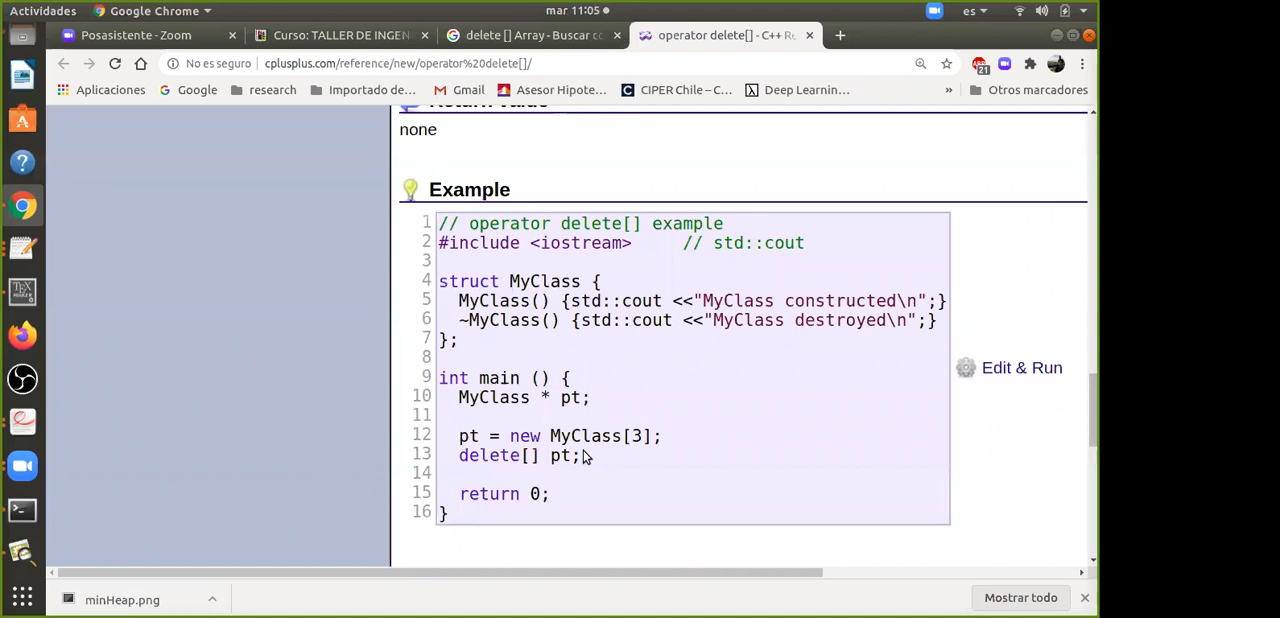 Actividades
Google Chrome
mar 11:05
es
Posasistente - Zoom
Curso: TALLER DE INGEN
delete [] Array - Buscar co
operator delete[] - C++ Re
No es seguro
cplusplus.com/reference/new/operator%20delete[]/
21
Aplicaciones
Google
research
Importado de...
Gmail
Asesor Hipote...
CIPER Chile – C...
Deep Learnin...
»
Otros marcadores
Return value
none
Example
1 // operator delete[] example
2 #include <iostream>     // std::cout
3
4 struct MyClass {
5   MyClass() {std::cout <<"MyClass constructed\n";}
6   ~MyClass() {std::cout <<"MyClass destroyed\n";}
7 };
8
9 int main () {
10   MyClass * pt;
11
12   pt = new MyClass[3];
13   delete[] pt;
14
15   return 0;
16 }
Edit & Run
minHeap.png
Mostrar todo